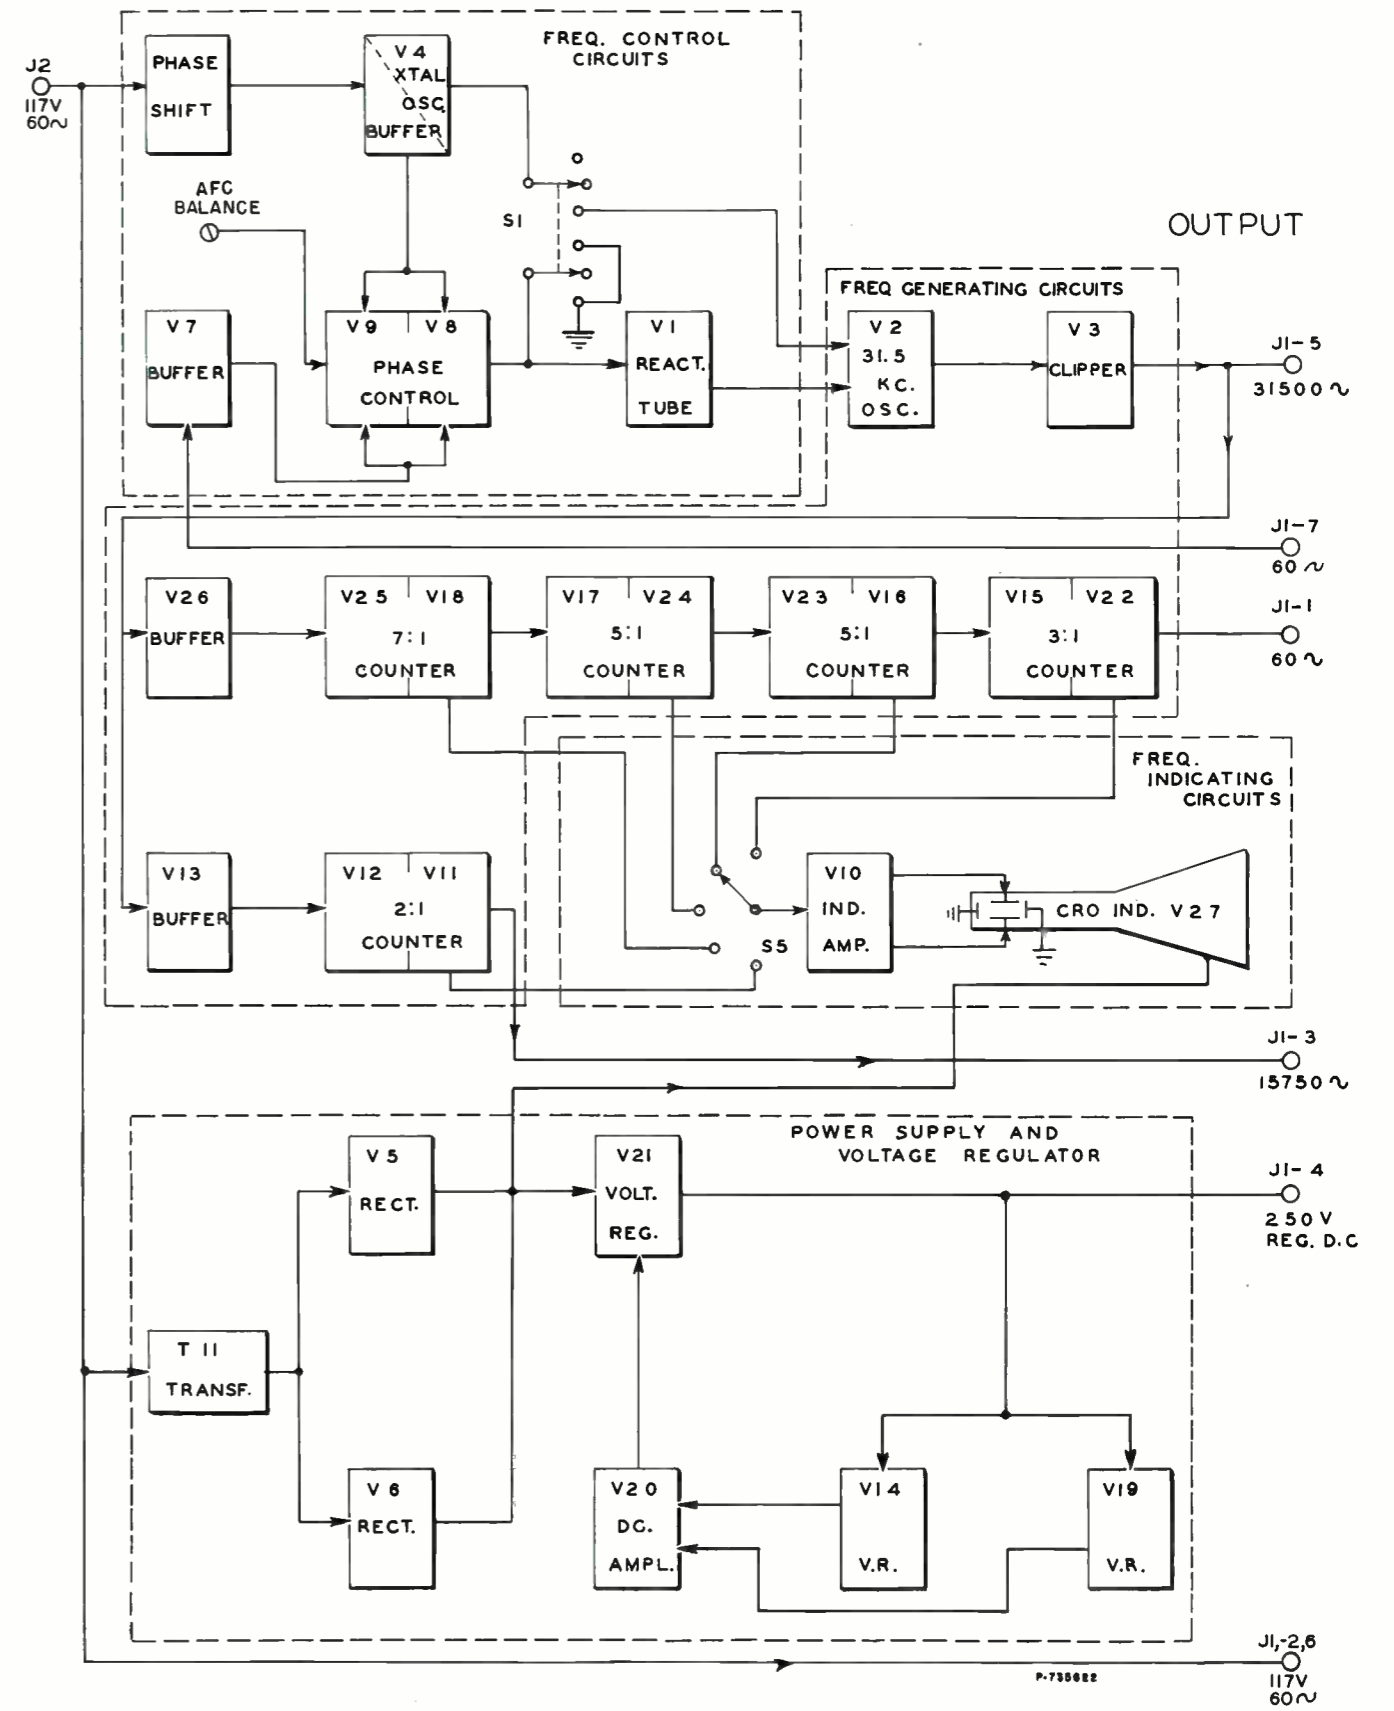 FREQ. CONTROL
CIRCUITS
J2
117V
60~
PHASE
SHIFT
V4
XTAL
OSC.
BUFFER
AFC
BALANCE
S1
OUTPUT
FREQ GENERATING CIRCUITS
V7
BUFFER
V9 V8
PHASE
CONTROL
V1
REACT.
TUBE
V2
31.5
KC.
OSC.
V3
CLIPPER
J1-5
31500~
J1-7
60~
V26
BUFFER
V25 V18
7:1
COUNTER
V17 V24
5:1
COUNTER
V23 V16
5:1
COUNTER
V15 V22
3:1
COUNTER
J1-1
60~
FREQ.
INDICATING
CIRCUITS
V13
BUFFER
V12 V11
2:1
COUNTER
S5
V10
IND.
AMP.
CRO IND. V27
J1-3
15750~
POWER SUPPLY AND
VOLTAGE REGULATOR
V5
RECT.
V21
VOLT.
REG.
J1-4
250V
REG. D.C
T11
TRANSF.
V6
RECT.
V20
DC.
AMPL.
V14
V.R.
V19
V.R.
J1,-2,6
117V
60~
P-735622